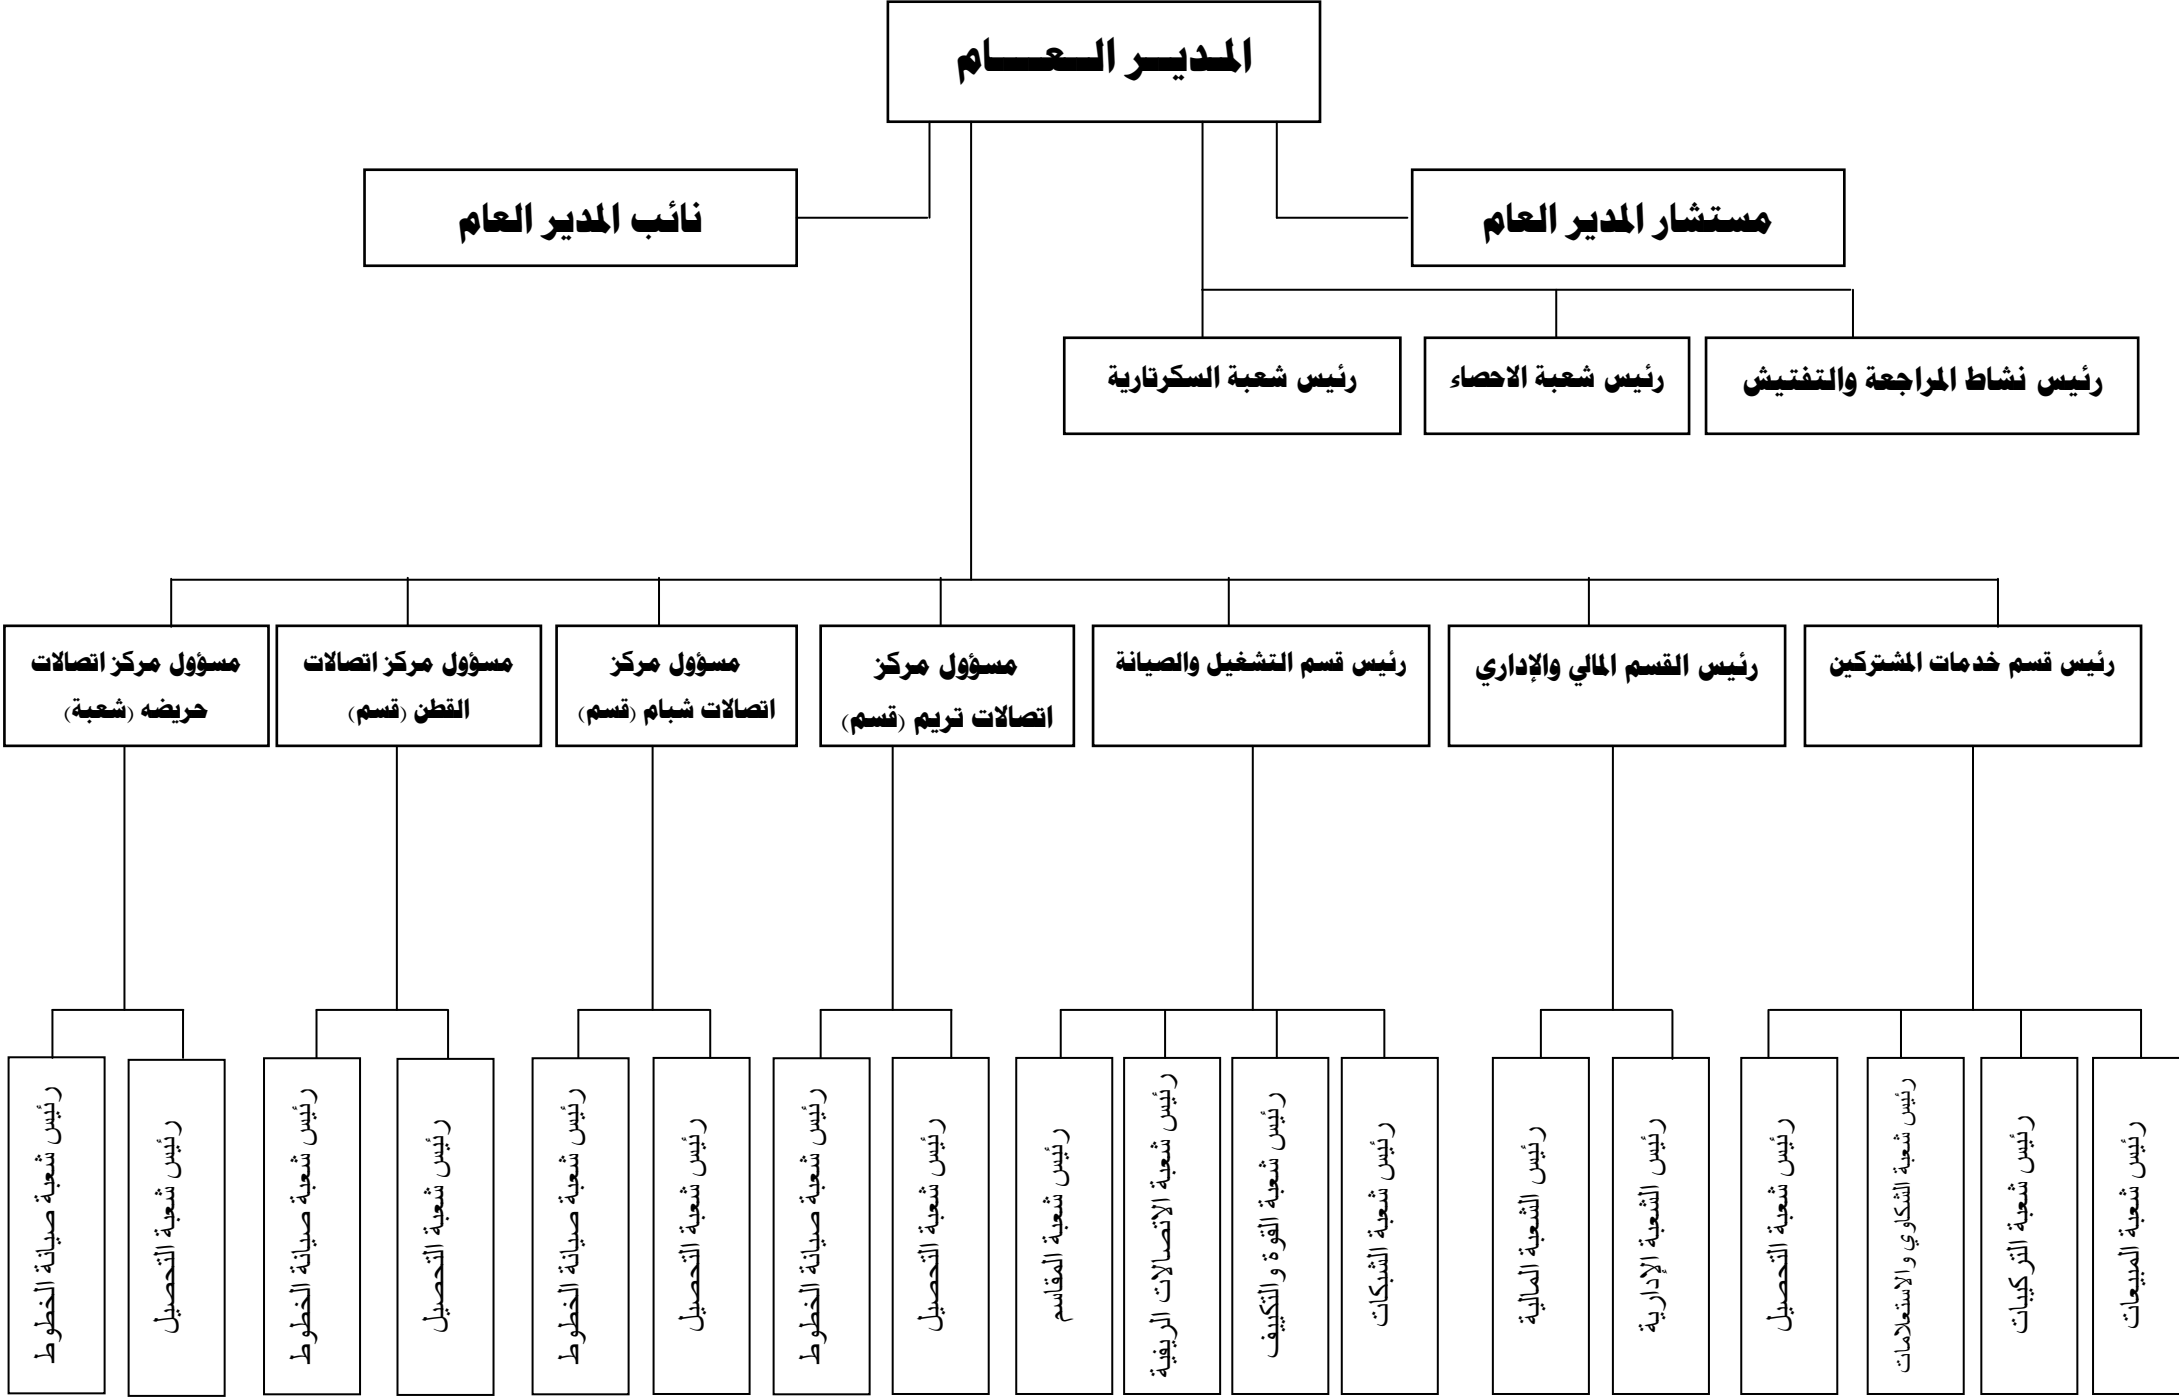 المدير العام
مستشار المدير العام
نائب المدير العام
رئيس نشاط المراجعة والتفتيش
رئيس شعبة الاحصاء
رئيس شعبة السكرتارية
رئيس قسم خدمات المشتركين
رئيس القسم المالي والإداري
رئيس قسم التشغيل والصيانة
مسؤول مركز
اتصالات تريم (قسم)
مسؤول مركز
اتصالات شبام (قسم)
مسؤول مركز اتصالات
القطن (قسم)
مسؤول مركز اتصالات
حريضه (شعبة)
رئيس شعبة المبيعات
رئيس شعبة التركيبات
رئيس شعبة الشكاوي والاستعلامات
رئيس شعبة التحصيل
رئيس الشعبة الإدارية
رئيس الشعبة المالية
رئيس شعبة الشبكات
رئيس شعبة القوة والتكييف
رئيس شعبة الاتصالات الريفية
رئيس شعبة المقاسم
رئيس شعبة التحصيل
رئيس شعبة صيانة الخطوط
رئيس شعبة التحصيل
رئيس شعبة صيانة الخطوط
رئيس شعبة التحصيل
رئيس شعبة صيانة الخطوط
رئيس شعبة التحصيل
رئيس شعبة صيانة الخطوط